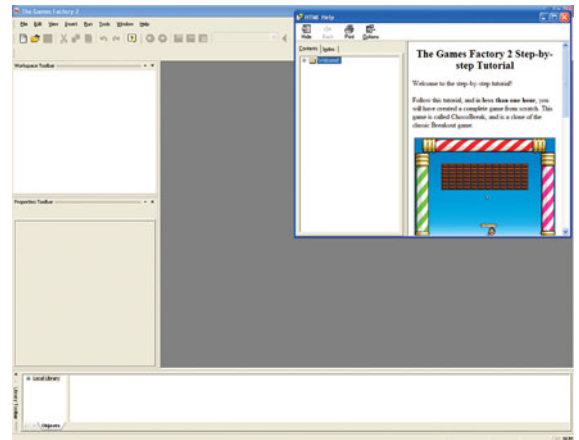 The Games Factory 2
File Edit View Insert Run Tools Window Help
Workspace Toolbar
Properties Toolbar
Local Library
Library Toolbar
Objects
HTML Help
Hide Back Print Options
Contents Index
Welcome!
The Games Factory 2 Step-by-
step Tutorial
Welcome to the step-by-step tutorial!
Follow this tutorial, and in less than one hour, you
will have created a complete game from scratch. This
game is called ChocoBreak, and is a clone of the
classic Breakout game.